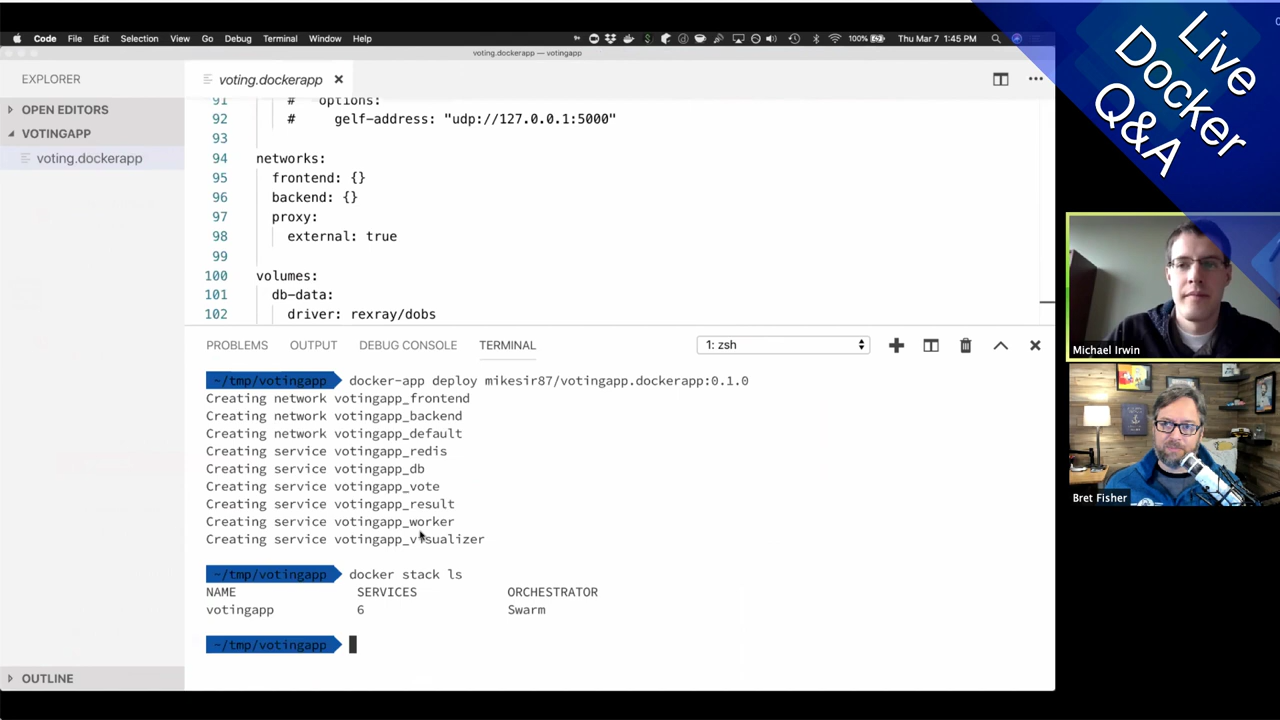 Code File Edit Selection View Go Debug Terminal Window Help 100% Thu Mar 7 1:45 PM
voting.dockerapp — votingapp
Live Docker Q&A
EXPLORER
OPEN EDITORS
VOTINGAPP
voting.dockerapp
OUTLINE
voting.dockerapp
91 # options:
92 # gelf-address: "udp://127.0.0.1:5000"
93
94 networks:
95 frontend: {}
96 backend: {}
97 proxy:
98 external: true
99
100 volumes:
101 db-data:
102 driver: rexray/dobs
PROBLEMS OUTPUT DEBUG CONSOLE TERMINAL 1: zsh
~/tmp/votingapp docker-app deploy mikesir87/votingapp.dockerapp:0.1.0
Creating network votingapp_frontend
Creating network votingapp_backend
Creating network votingapp_default
Creating service votingapp_redis
Creating service votingapp_db
Creating service votingapp_vote
Creating service votingapp_result
Creating service votingapp_worker
Creating service votingapp_visualizer
~/tmp/votingapp docker stack ls
NAME SERVICES ORCHESTRATOR
votingapp 6 Swarm
~/tmp/votingapp
Michael Irwin
Bret Fisher